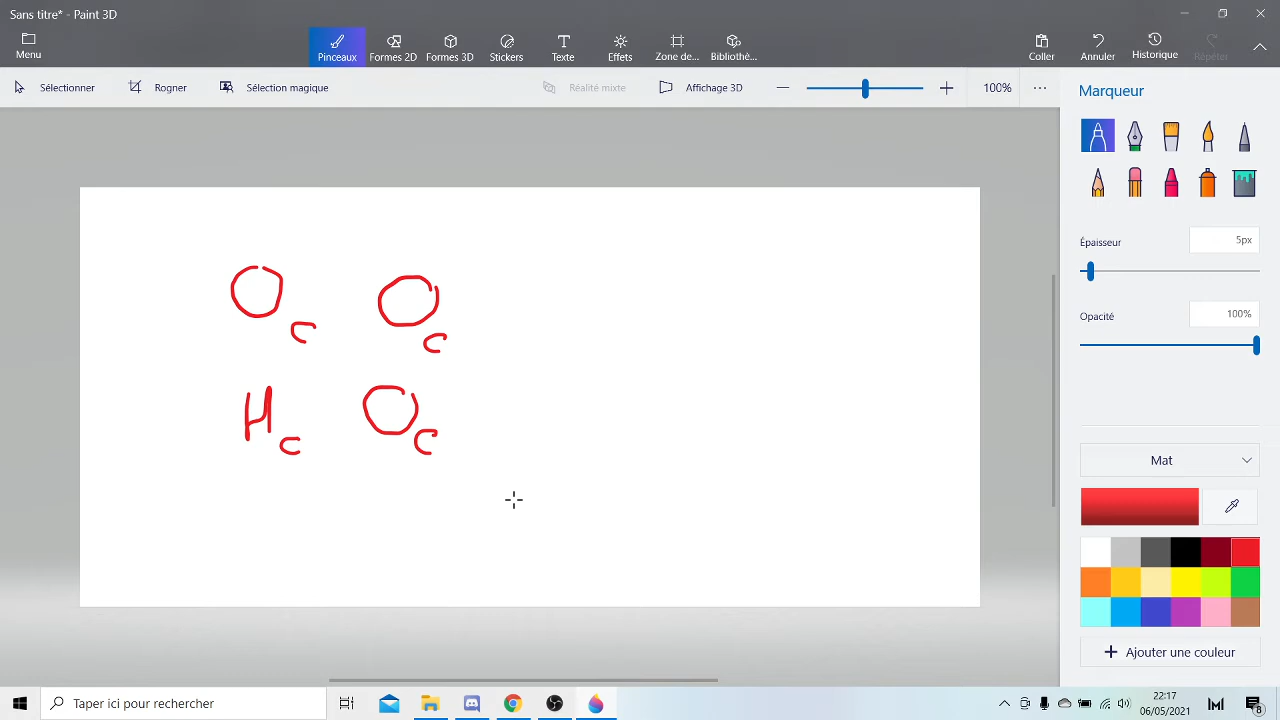 Sans titre* - Paint 3D
Menu
Pinceaux
Formes 2D
Formes 3D
Stickers
Texte
Effets
Zone de...
Bibliothè...
Coller
Annuler
Historique
Répéter
Sélectionner
Rogner
Sélection magique
Réalité mixte
Affichage 3D
100%
Marqueur
Épaisseur
5px
Opacité
100%
O c O c
H c O c
Mat
Ajouter une couleur
Taper ici pour rechercher
22:17
06/05/2021
8